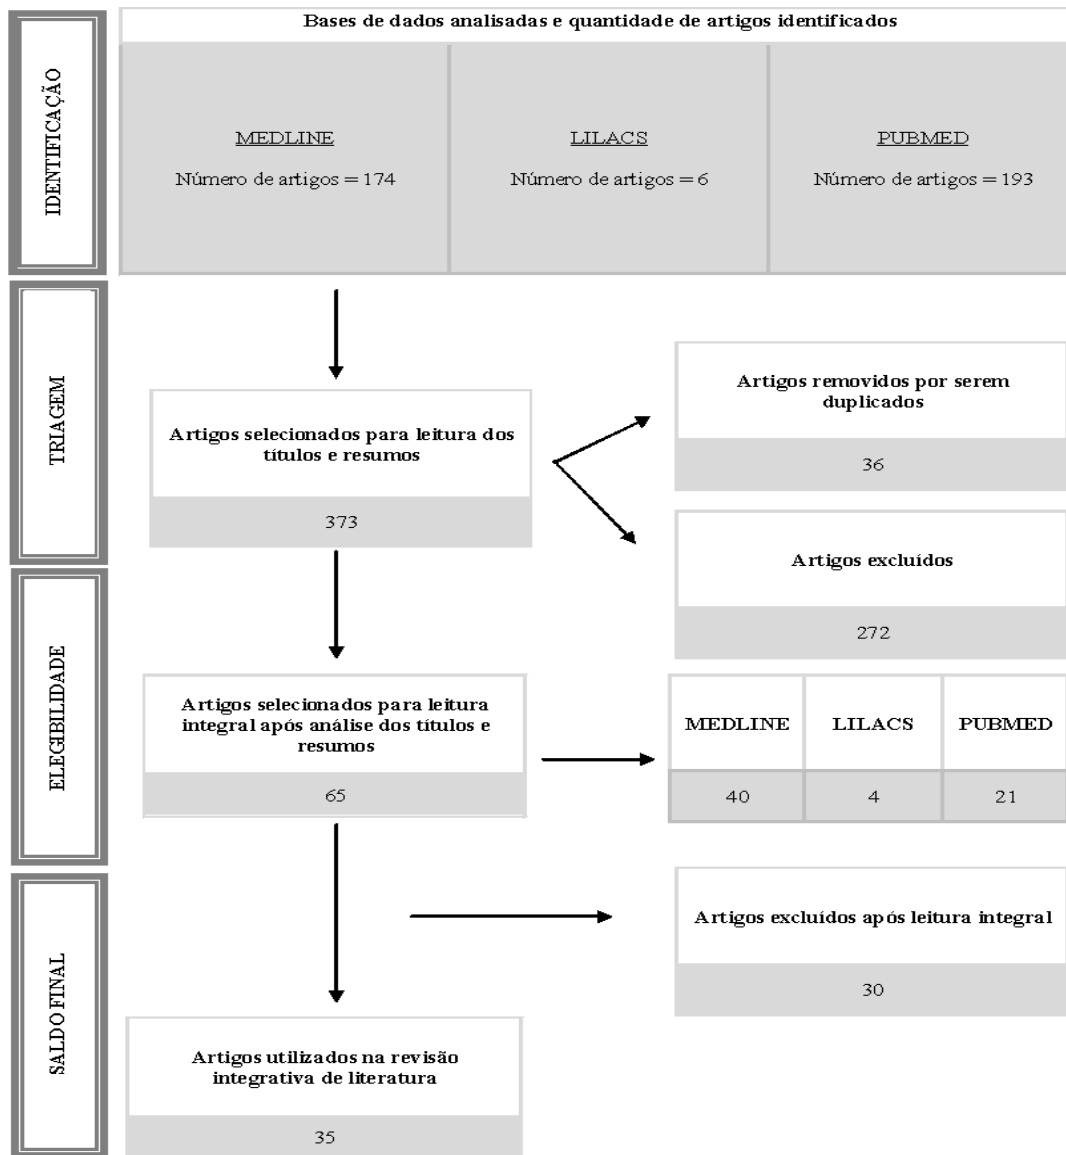 Bases de dados analisadas e quantidade de artigos identificados
IDENTIFICAÇÃO
MEDLINE
Número de artigos = 174
LILACS
Número de artigos = 6
PUBMED
Número de artigos = 193
TRIAGEM
Artigos selecionados para leitura dos
títulos e resumos
373
Artigos removidos por serem
duplicados
36
Artigos excluídos
272
ELEGIBILIDADE
Artigos selecionados para leitura
integral após análise dos títulos e
resumos
65
MEDLINE
LILACS
PUBMED
40
4
21
SALDO FINAL
Artigos excluídos após leitura integral
30
Artigos utilizados na revisão
integrativa de literatura
35